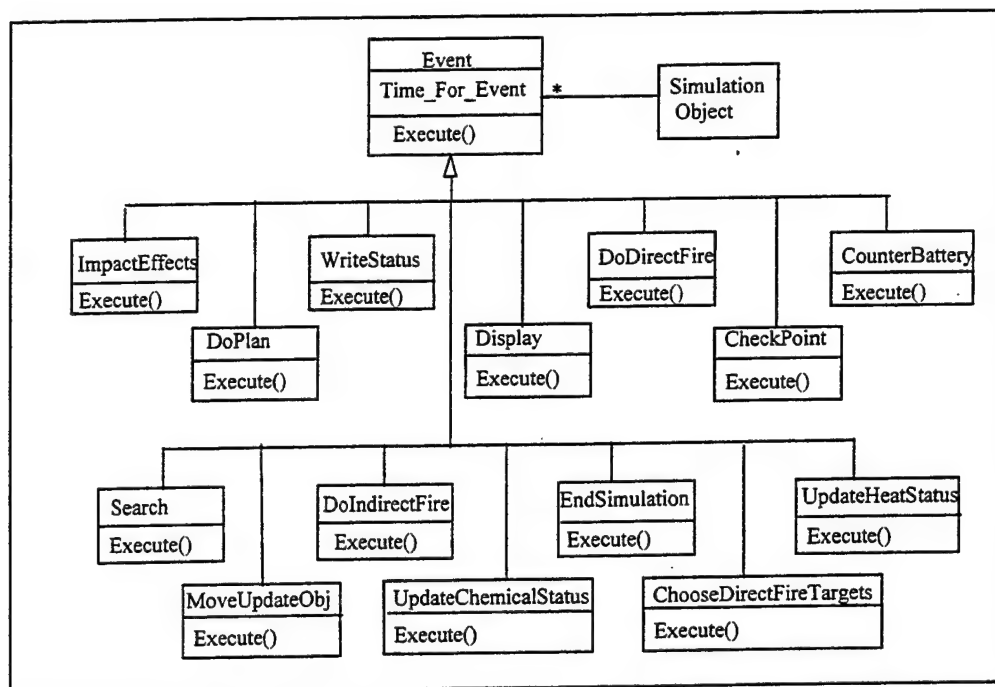 Event
Time_For_Event
Execute()
*
Simulation
Object
ImpactEffects
Execute()
WriteStatus
Execute()
DoDirectFire
Execute()
CounterBattery
Execute()
DoPlan
Execute()
Display
Execute()
CheckPoint
Execute()
Search
Execute()
DoIndirectFire
Execute()
EndSimulation
Execute()
UpdateHeatStatus
Execute()
MoveUpdateObj
Execute()
UpdateChemicalStatus
Execute()
ChooseDirectFireTargets
Execute()